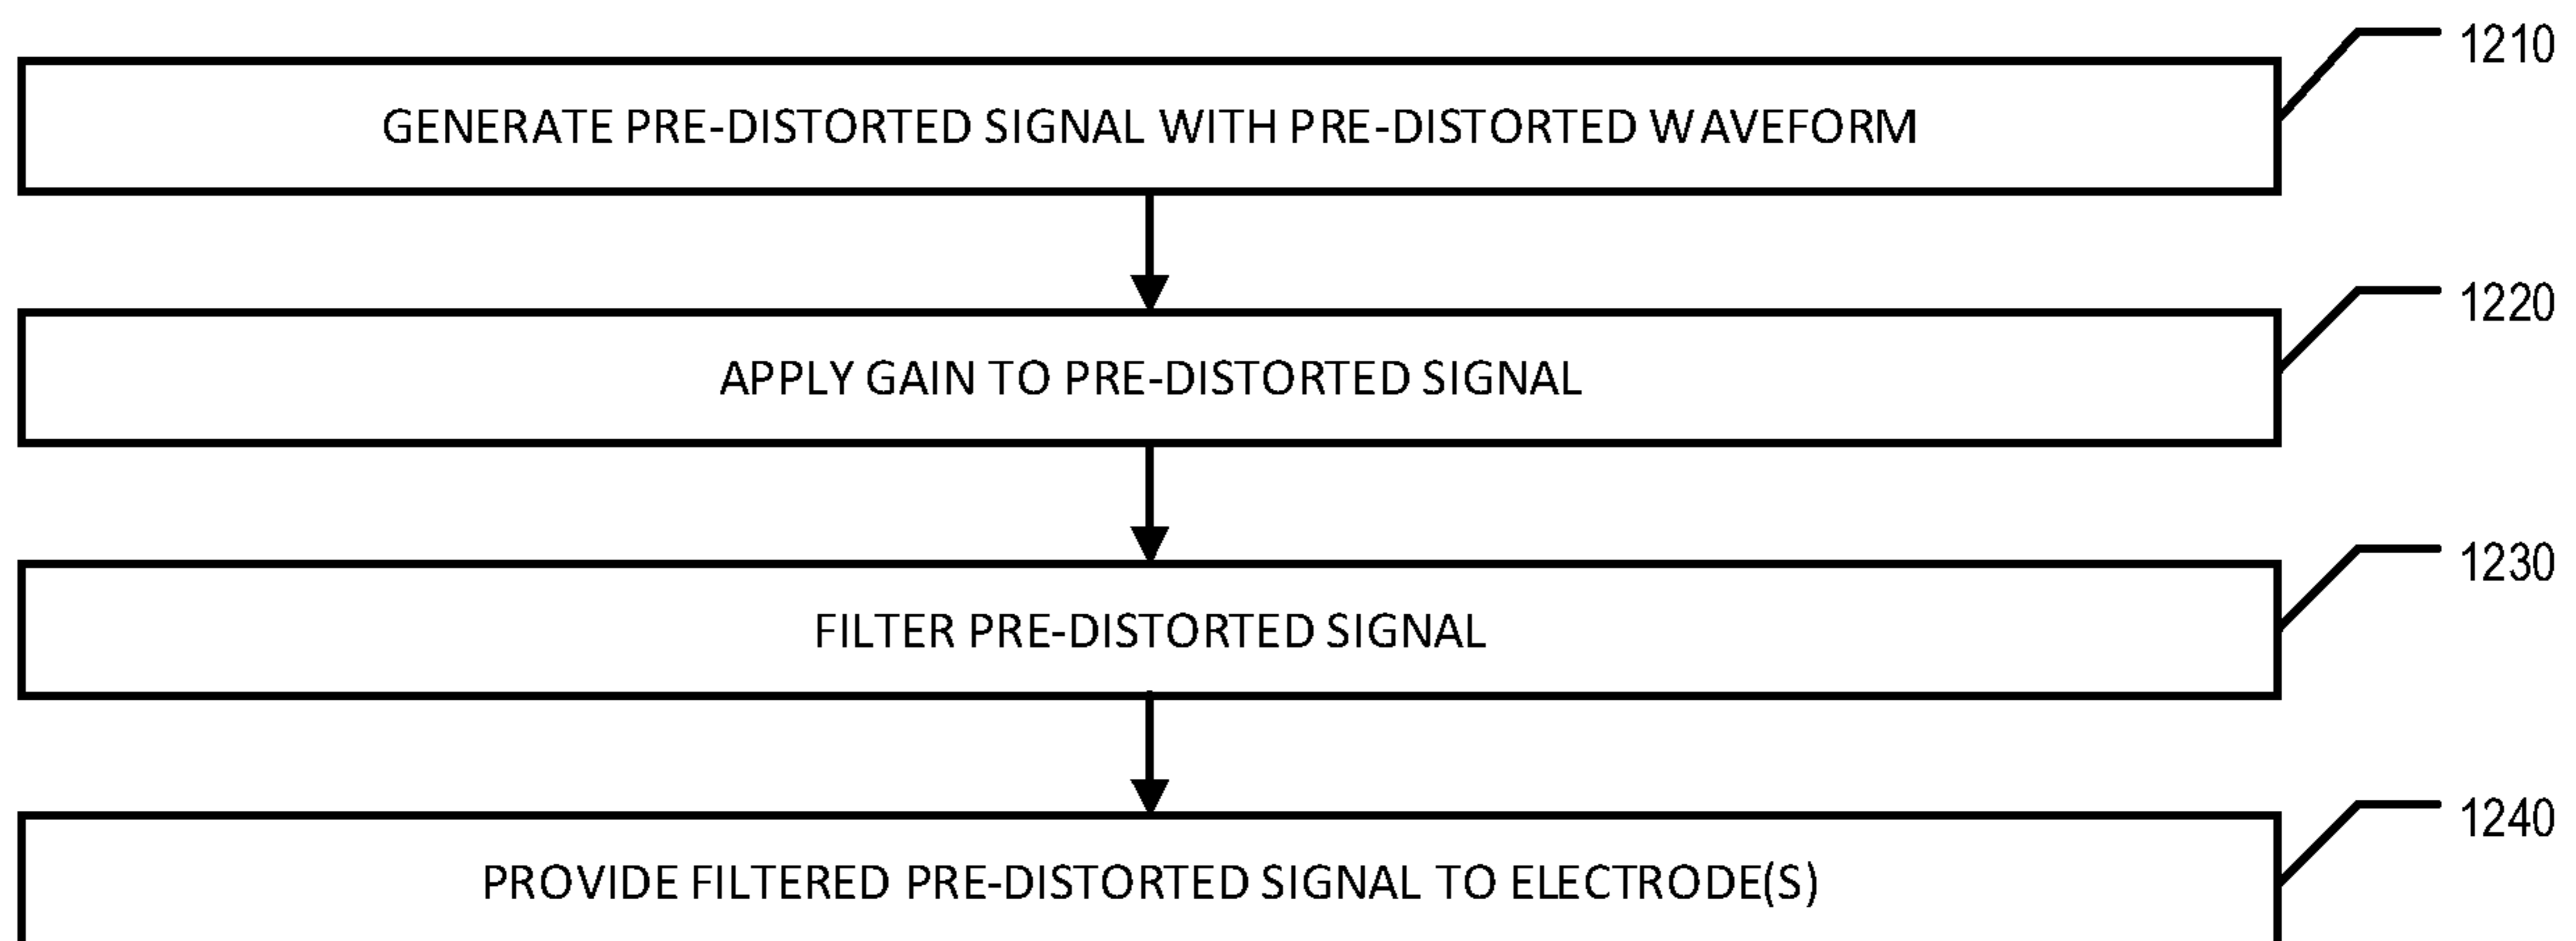 1210
GENERATE PRE-DISTORTED SIGNAL WITH PRE-DISTORTED WAVEFORM
1220
APPLY GAIN TO PRE-DISTORTED SIGNAL
1230
FILTER PRE-DISTORTED SIGNAL
1240
PROVIDE FILTERED PRE-DISTORTED SIGNAL TO ELECTRODE(S)